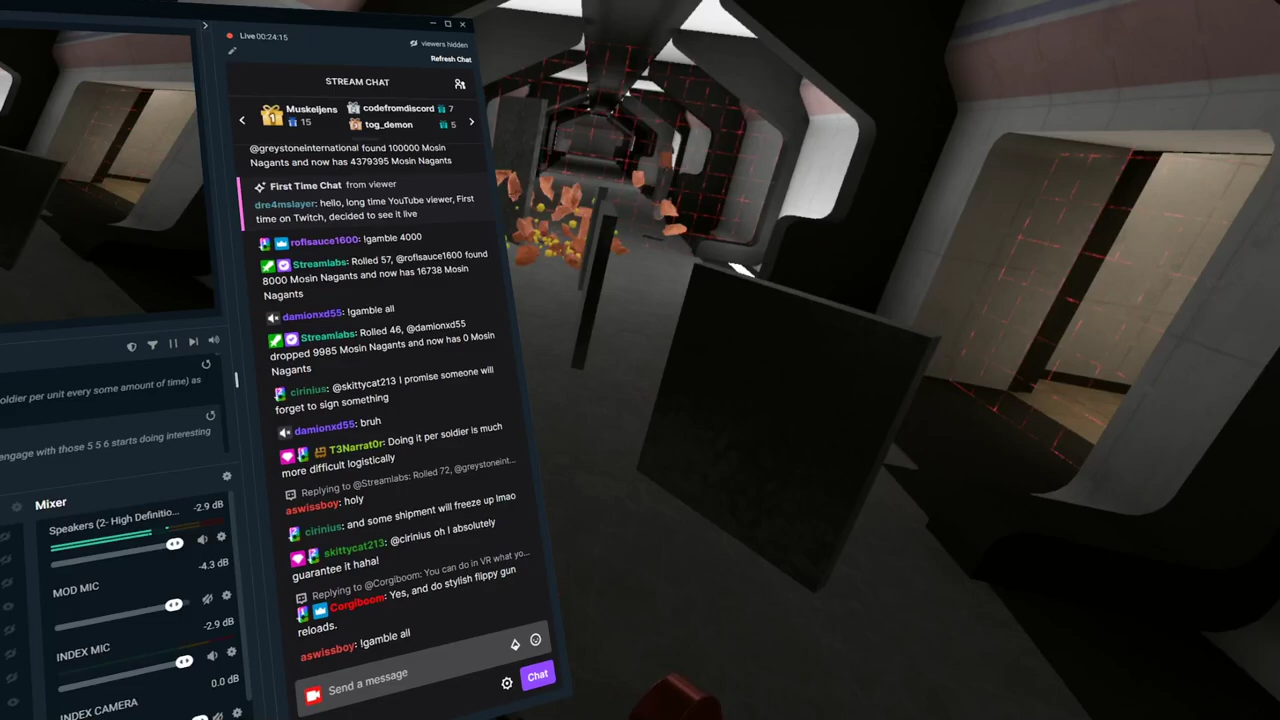 Live 00:24:15
viewers hidden
Refresh Chat
STREAM CHAT
1 Muskeljens 15
codefromdiscord 7
tog_demon 5
@greystoneinternational found 100000 Mosin
Nagants and now has 4379395 Mosin Nagants
First Time Chat from viewer
dre4mslayer: hello, long time YouTube viewer, First
time on Twitch, decided to see it live
roflsauce1600: !gamble 4000
Streamlabs: Rolled 57, @roflsauce1600 found
8000 Mosin Nagants and now has 16738 Mosin
Nagants
damionxd55: !gamble all
Streamlabs: Rolled 46, @damionxd55
dropped 9985 Mosin Nagants and now has 0 Mosin
Nagants
cirinius: @skittycat213 I promise someone will
forget to sign something
damionxd55: bruh
T3Narrat0r: Doing it per soldier is much
more difficult logistically
Replying to @Streamlabs: Rolled 72, @greystoneint...
aswissboy: holy
cirinius: and some shipment will freeze up lmao
skittycat213: @cirinius oh I absolutely
guarantee it haha!
Replying to @Corgiboom: You can do in VR what yo...
Corgiboom: Yes, and do stylish flippy gun
reloads.
aswissboy: !gamble all
Send a message
Chat
oldier per unit every some amount of time) as
engage with those 5 5 6 starts doing interesting
Mixer
Speakers (2- High Definitio... -2.9 dB
MOD MIC -4.3 dB
INDEX MIC -2.9 dB
INDEX CAMERA 0.0 dB